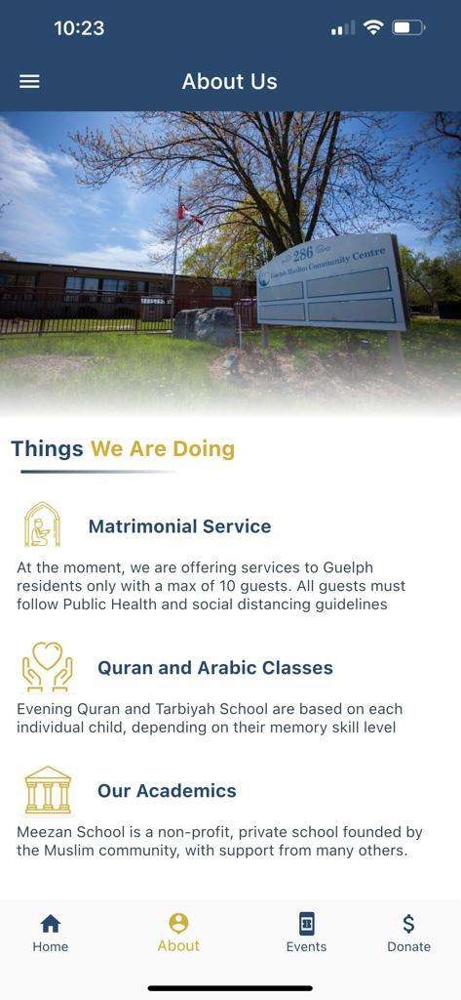 10:23
About Us
286
Guelph Muslim Community Centre
Things We Are Doing
Matrimonial Service
At the moment, we are offering services to Guelph
residents only with a max of 10 guests. All guests must
follow Public Health and social distancing guidelines
Quran and Arabic Classes
Evening Quran and Tarbiyah School are based on each
individual child, depending on their memory skill level
Our Academics
Meezan School is a non-profit, private school founded by
the Muslim community, with support from many others.
Home
About
Events
Donate